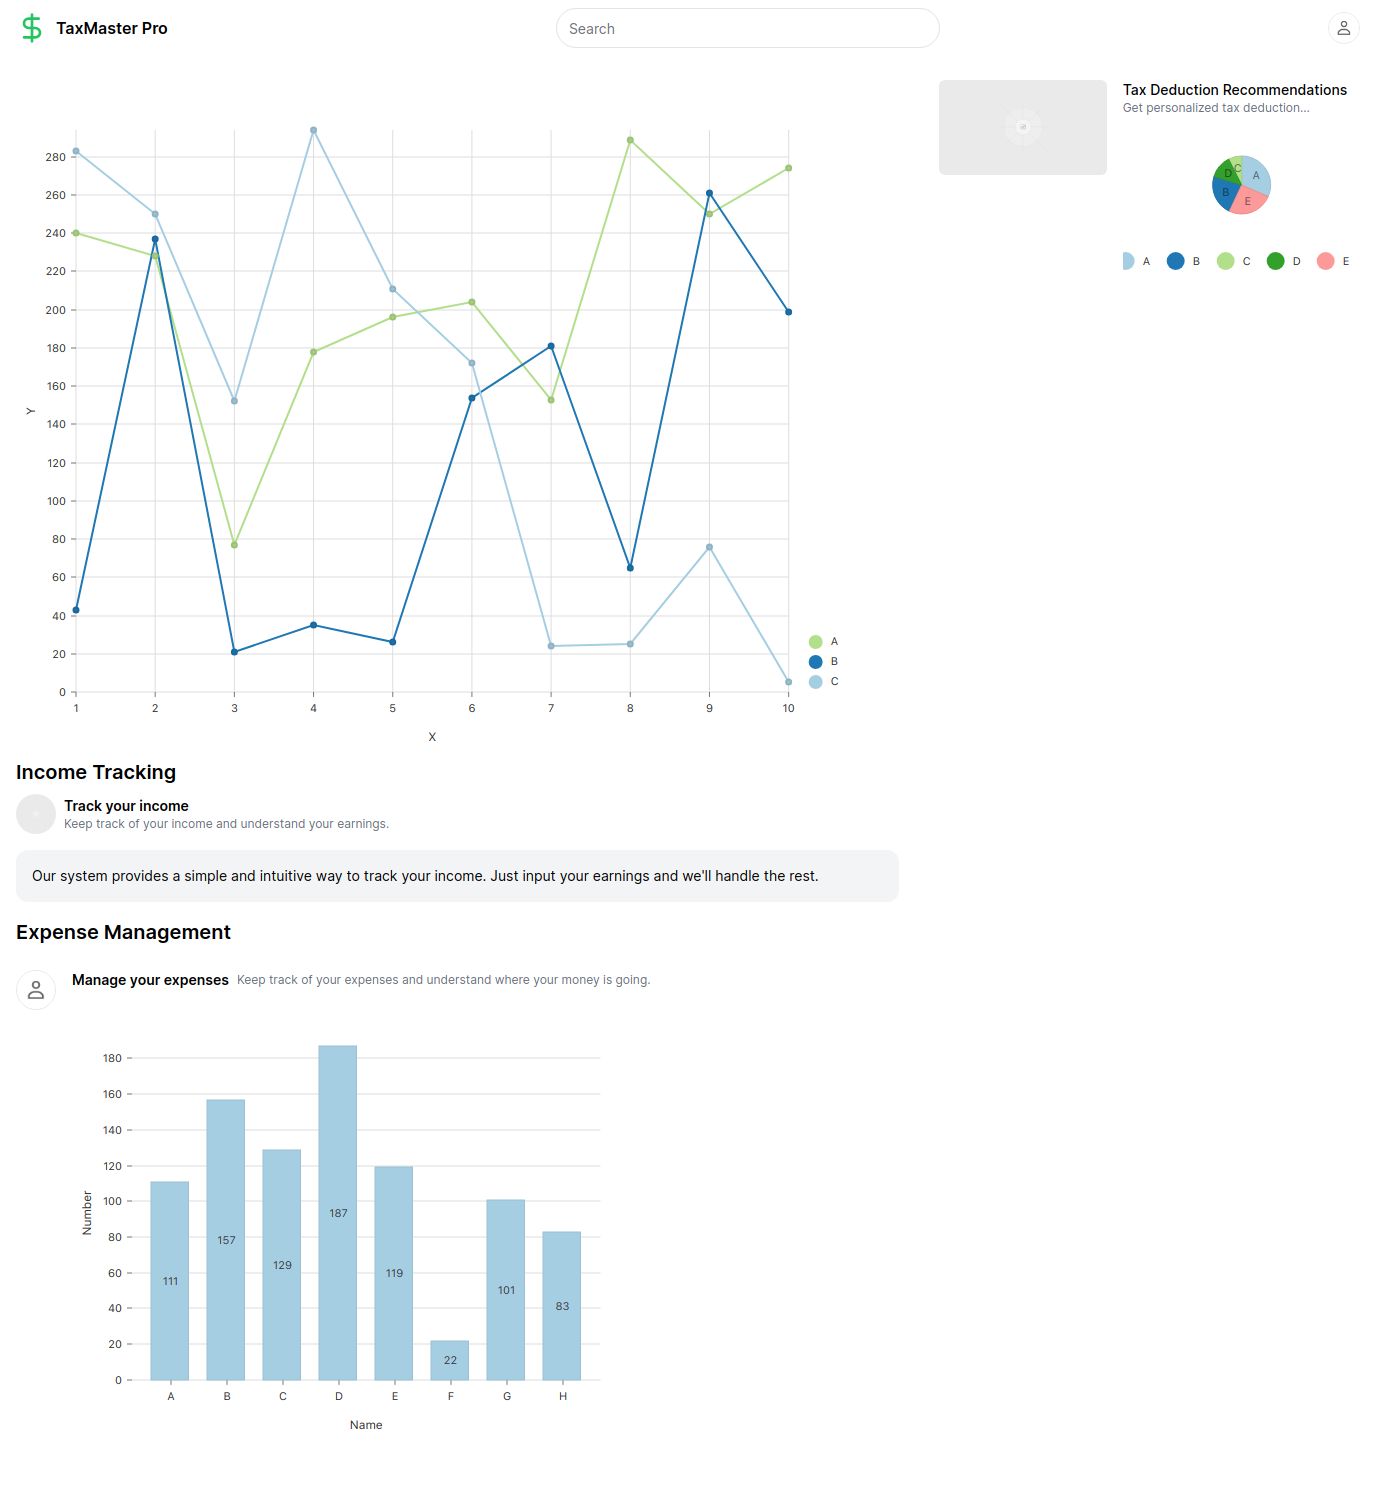 TaxMaster Pro
Search
Tax Deduction Recommendations
Get personalized tax deduction...
A
B
C
D
E
A B C D E
280
260
240
220
200
180
160
140
120
100
80
60
40
20
0
Y
1 2 3 4 5 6 7 8 9 10
X
A
B
C
Income Tracking
Track your income
Keep track of your income and understand your earnings.
Our system provides a simple and intuitive way to track your income. Just input your earnings and we'll handle the rest.
Expense Management
Manage your expenses Keep track of your expenses and understand where your money is going.
180
160
140
120
100
80
60
40
20
0
Number
111 157 129 187 119 22 101 83
A B C D E F G H
Name